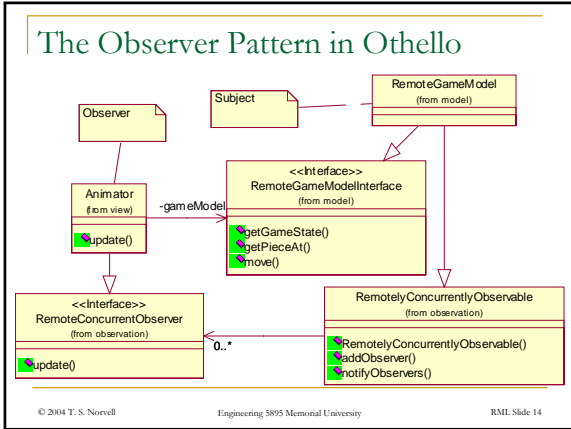 The Observer Pattern in Othello
RemoteGameModel
(from model)
Subject
Observer
<<Interface>>
RemoteGameModelInterface
(from model)
getGameState()
getPieceAt()
move()
Animator
(from view)
update()
-gameModel
<<Interface>>
RemoteConcurrentObserver
(from observation)
update()
0..*
RemotelyConcurrentlyObservable
(from observation)
RemotelyConcurrentlyObservable()
addObserver()
notifyObservers()
© 2004 T. S. Norvell
Engineering 5895 Memorial University
RMI. Slide 14